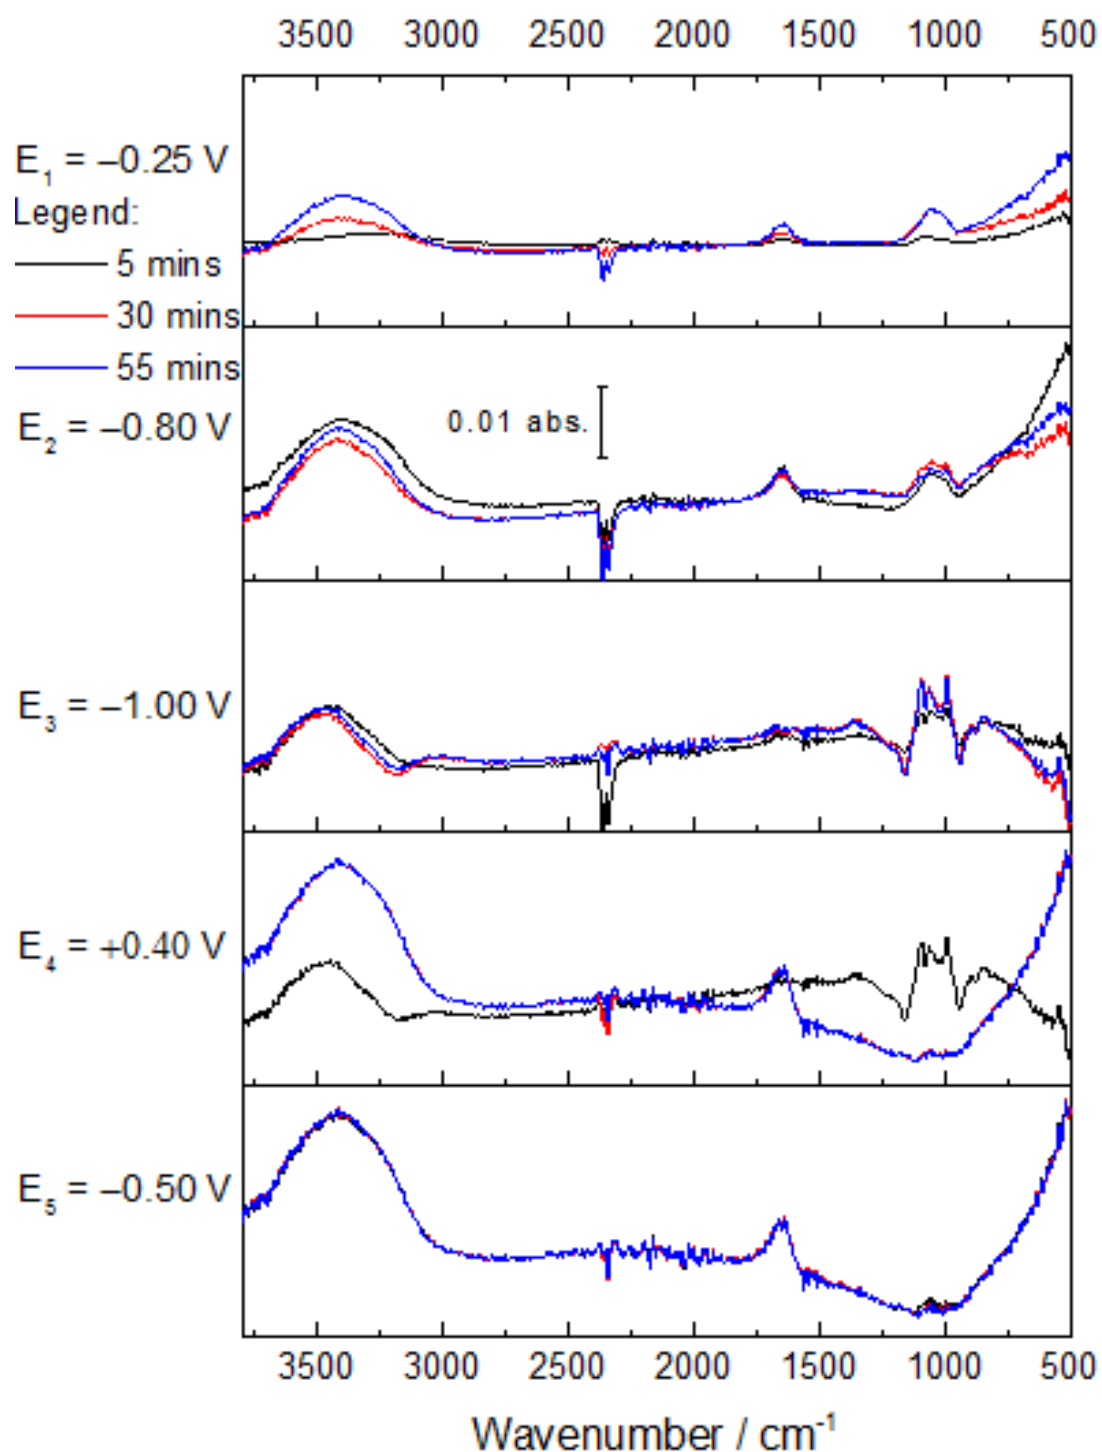 3500 3000 2500 2000 1500 1000 500
E₁ = –0.25 V
Legend:
5 mins
30 mins
55 mins
E₂ = –0.80 V
0.01 abs.
E₃ = –1.00 V
E₄ = +0.40 V
E₅ = –0.50 V
3500 3000 2500 2000 1500 1000 500
Wavenumber / cm⁻¹